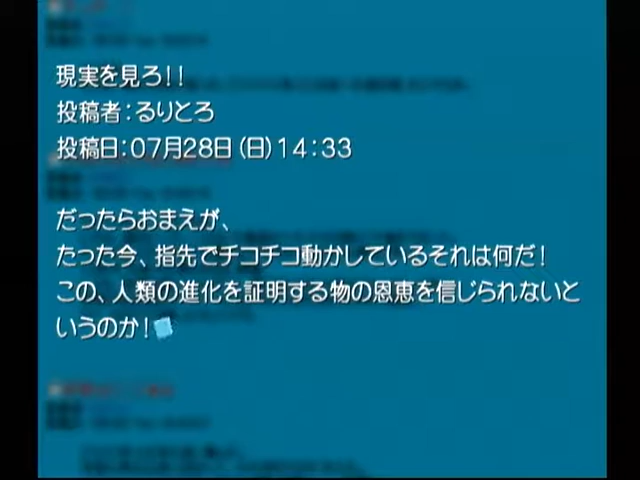 現実を見ろ！！
投稿者：るりとろ
投稿日：07月28日（日）14：33
だったらおまえが、
たった今、指先でチコチコ動かしているそれは何だ！
この、人類の進化を証明する物の恩恵を信じられないと
いうのか！